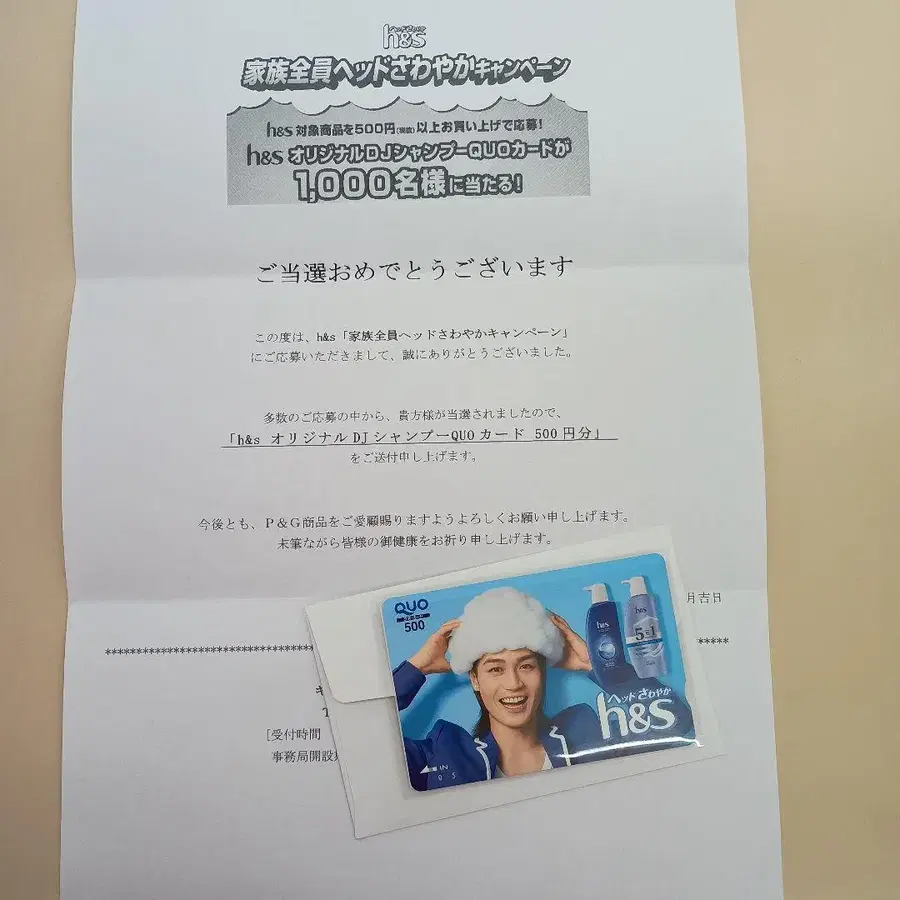 ヘッドさわやか
h&s
家族全員ヘッドさわやかキャンペーン
h&s 対象商品を500円(税抜)以上お買い上げで応募!
h&s オリジナルDJシャンプーQUOカードが
1,000名様に当たる!
ご当選おめでとうございます
この度は、h&s「家族全員ヘッドさわやかキャンペーン」
にご応募いただきまして、誠にありがとうございました。
多数のご応募の中から、貴方様が当選されましたので、
「h&s オリジナル DJ シャンプーQUO カード 500 円分」
をご送付申し上げます。
今後とも、P&G商品をご愛顧賜りますようよろしくお願い申し上げます。
末筆ながら皆様の御健康をお祈り申し上げます。
月吉日
[受付時間
事務局開設
QUO
500
h&s
h&s
5in1
ヘッドさわやか
h&s
IN
0 5